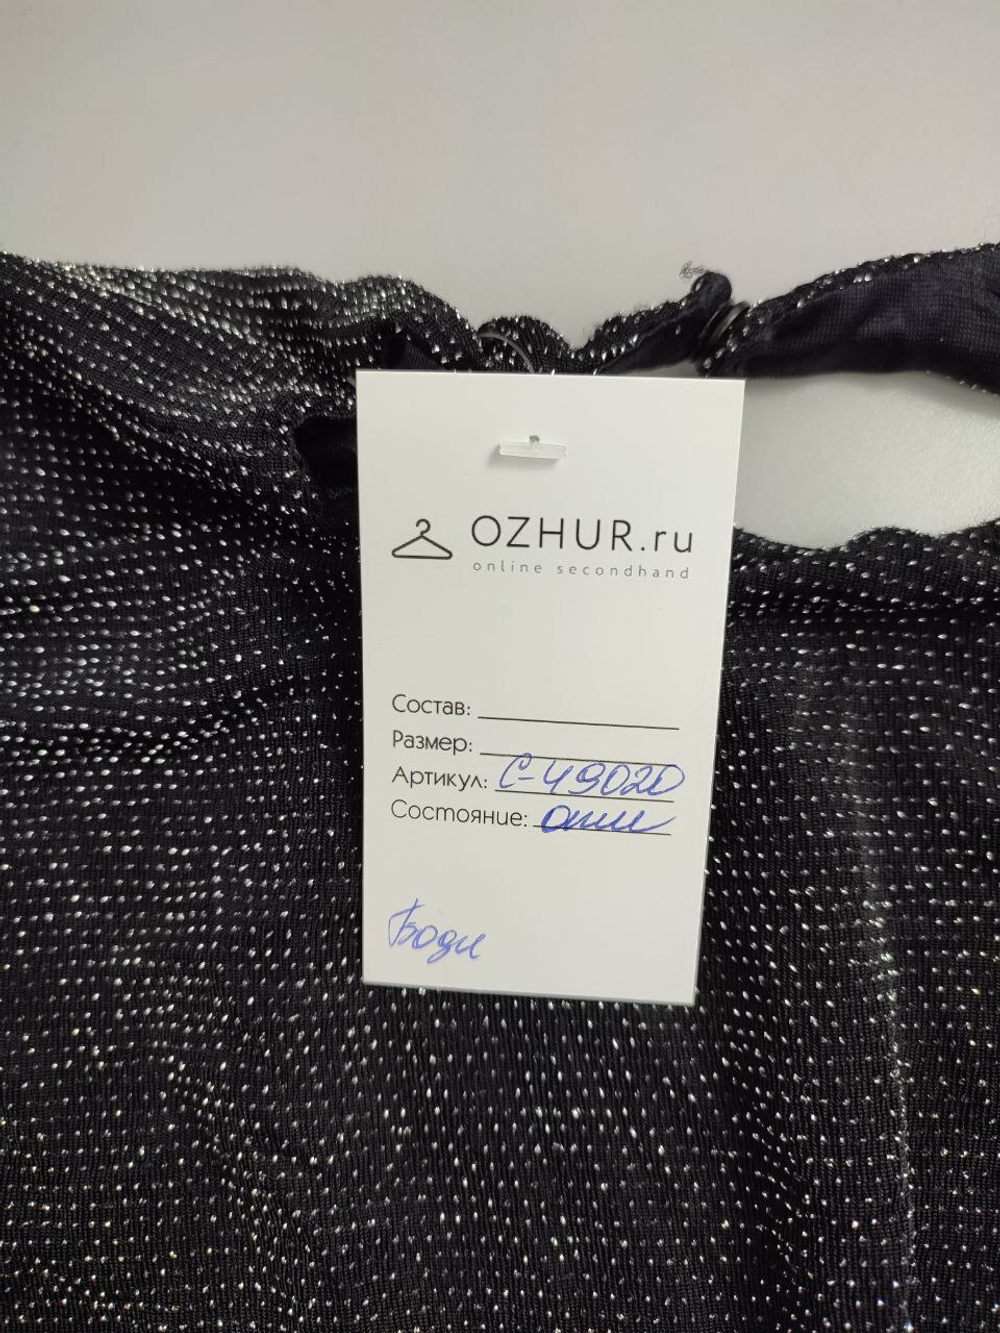 OZHUR.ru
online secondhand
Состав:
Размер:
Артикул: С-49020
Состояние: отл
Боди